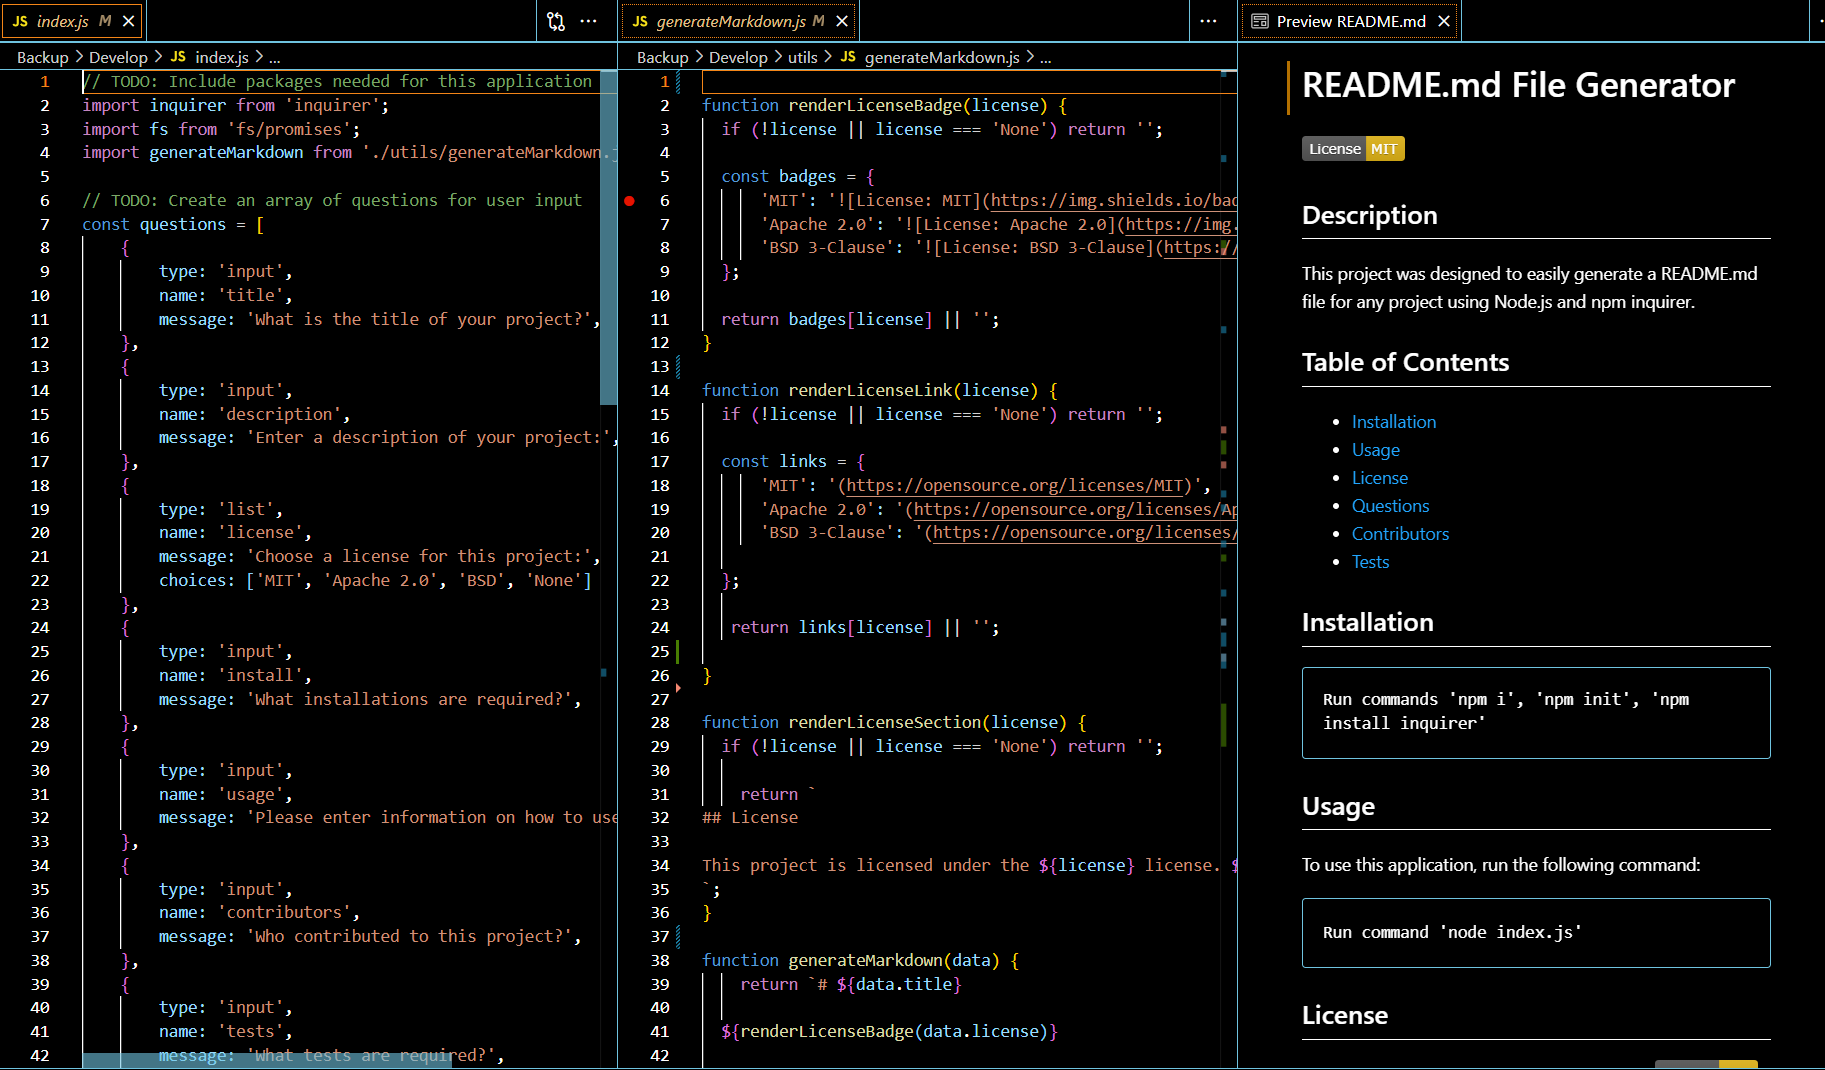 JS index.js M
JS generateMarkdown.js M
Preview README.md
Backup > Develop > JS index.js > ...
1 // TODO: Include packages needed for this application
2 import inquirer from 'inquirer';
3 import fs from 'fs/promises';
4 import generateMarkdown from './utils/generateMarkdown.j
5
6 // TODO: Create an array of questions for user input
7 const questions = [
8 {
9 type: 'input',
10 name: 'title',
11 message: 'What is the title of your project?',
12 },
13 {
14 type: 'input',
15 name: 'description',
16 message: 'Enter a description of your project:',
17 },
18 {
19 type: 'list',
20 name: 'license',
21 message: 'Choose a license for this project:',
22 choices: ['MIT', 'Apache 2.0', 'BSD', 'None']
23 },
24 {
25 type: 'input',
26 name: 'install',
27 message: 'What installations are required?',
28 },
29 {
30 type: 'input',
31 name: 'usage',
32 message: 'Please enter information on how to use
33 },
34 {
35 type: 'input',
36 name: 'contributors',
37 message: 'Who contributed to this project?',
38 },
39 {
40 type: 'input',
41 name: 'tests',
42 message: 'What tests are required?',
Backup > Develop > utils > JS generateMarkdown.js > ...
1
2 function renderLicenseBadge(license) {
3 if (!license || license === 'None') return '';
4
5 const badges = {
6 'MIT': '![License: MIT](https://img.shields.io/bad
7 'Apache 2.0': '![License: Apache 2.0](https://img.
8 'BSD 3-Clause': '![License: BSD 3-Clause](https://
9 };
10
11 return badges[license] || '';
12 }
13
14 function renderLicenseLink(license) {
15 if (!license || license === 'None') return '';
16
17 const links = {
18 'MIT': '(https://opensource.org/licenses/MIT)',
19 'Apache 2.0': '(https://opensource.org/licenses/Ap
20 'BSD 3-Clause': '(https://opensource.org/licenses/
21
22 };
23
24 return links[license] || '';
25
26 }
27
28 function renderLicenseSection(license) {
29 if (!license || license === 'None') return '';
30
31 return `
32 ## License
33
34 This project is licensed under the ${license} license. $
35 `;
36 }
37
38 function generateMarkdown(data) {
39 return `# ${data.title}
40
41 ${renderLicenseBadge(data.license)}
42
README.md File Generator
License MIT
Description
This project was designed to easily generate a README.md
file for any project using Node.js and npm inquirer.
Table of Contents
• Installation
• Usage
• License
• Questions
• Contributors
• Tests
Installation
Run commands 'npm i', 'npm init', 'npm
install inquirer'
Usage
To use this application, run the following command:
Run command 'node index.js'
License